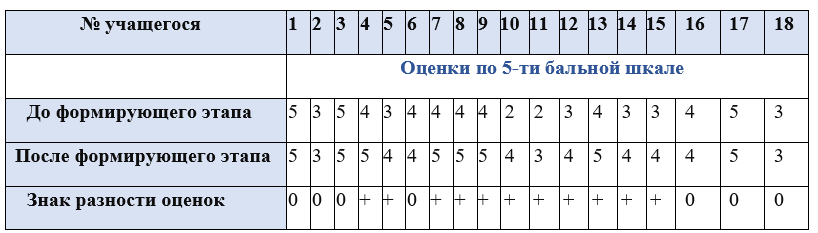 № учащегося 1 2 3 4 5 6 7 8 9 10 11 12 13 14 15 16 17 18
Оценки по 5-ти бальной шкале
До формирующего этапа 5 3 5 4 3 4 4 4 4 2 2 3 4 3 3 4 5 3
После формирующего этапа 5 3 5 5 4 4 5 5 5 4 3 4 5 4 4 4 5 3
Знак разности оценок 0 0 0 + + 0 + + + + + + + + + 0 0 0